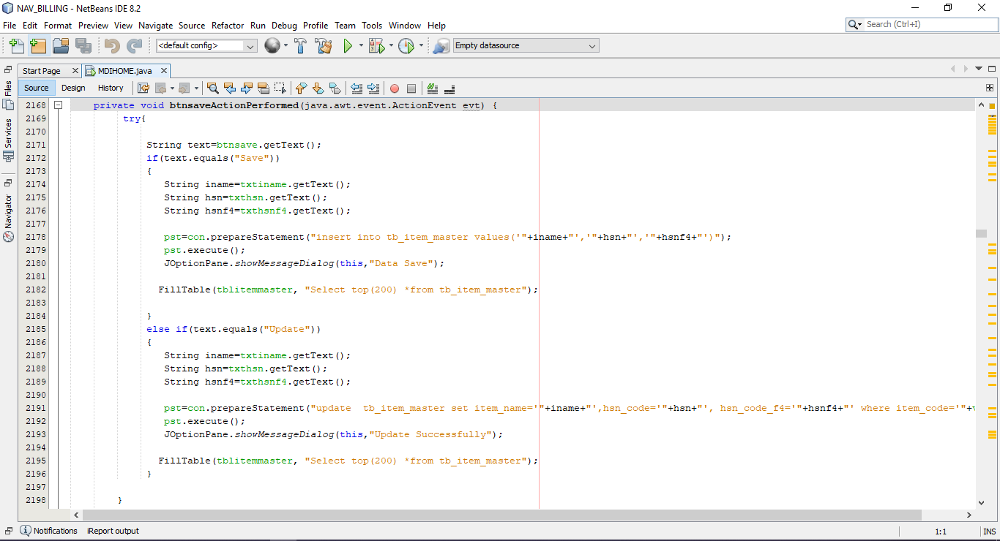 NAV_BILLING - NetBeans IDE 8.2
File Edit Format Preview View Navigate Source Refactor Run Debug Profile Team Tools Window Help
Search (Ctrl+I)
<default config>
Empty datasource
Start Page
MDIHOME.java
Source Design History
Files
Services
Navigator
2168 private void btnsaveActionPerformed(java.awt.event.ActionEvent evt) {
2169 try{
2170
2171 String text=btnsave.getText();
2172 if(text.equals("Save"))
2173 {
2174 String iname=txtiname.getText();
2175 String hsn=txthsn.getText();
2176 String hsnf4=txthsnf4.getText();
2177
2178 pst=con.prepareStatement("insert into tb_item_master values('"+iname+"','"+hsn+"','"+hsnf4+"')");
2179 pst.execute();
2180 JOptionPane.showMessageDialog(this,"Data Save");
2181
2182 FillTable(tblitemmaster, "Select top(200) *from tb_item_master");
2183
2184 }
2185 else if(text.equals("Update"))
2186 {
2187 String iname=txtiname.getText();
2188 String hsn=txthsn.getText();
2189 String hsnf4=txthsnf4.getText();
2190
2191 pst=con.prepareStatement("update  tb_item_master set item_name='"+iname+"',hsn_code='"+hsn+"', hsn_code_f4='"+hsnf4+"' where item_code='"+
2192 pst.execute();
2193 JOptionPane.showMessageDialog(this,"Update Successfully");
2194
2195 FillTable(tblitemmaster, "Select top(200) *from tb_item_master");
2196 }
2197
2198 }
Notifications iReport output
1:1 INS